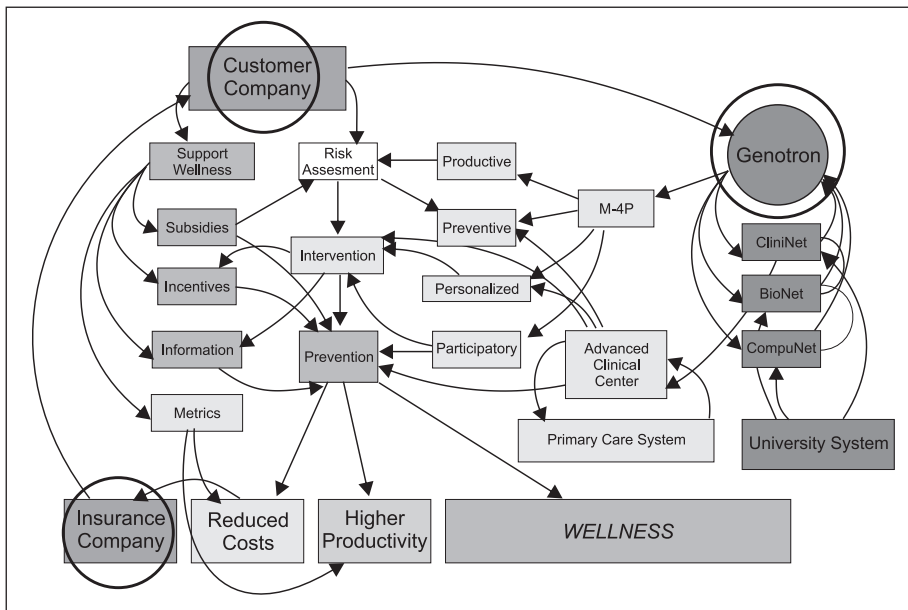 Customer
Company
Genotron
Support
Wellness
Risk
Assesment
Productive
M-4P
Subsidies
Preventive
CliniNet
Intervention
Incentives
Personalized
BioNet
Information
Prevention
Participatory
Advanced
Clinical
Center
CompuNet
Metrics
Primary Care System
University System
Insurance
Company
Reduced
Costs
Higher
Productivity
WELLNESS